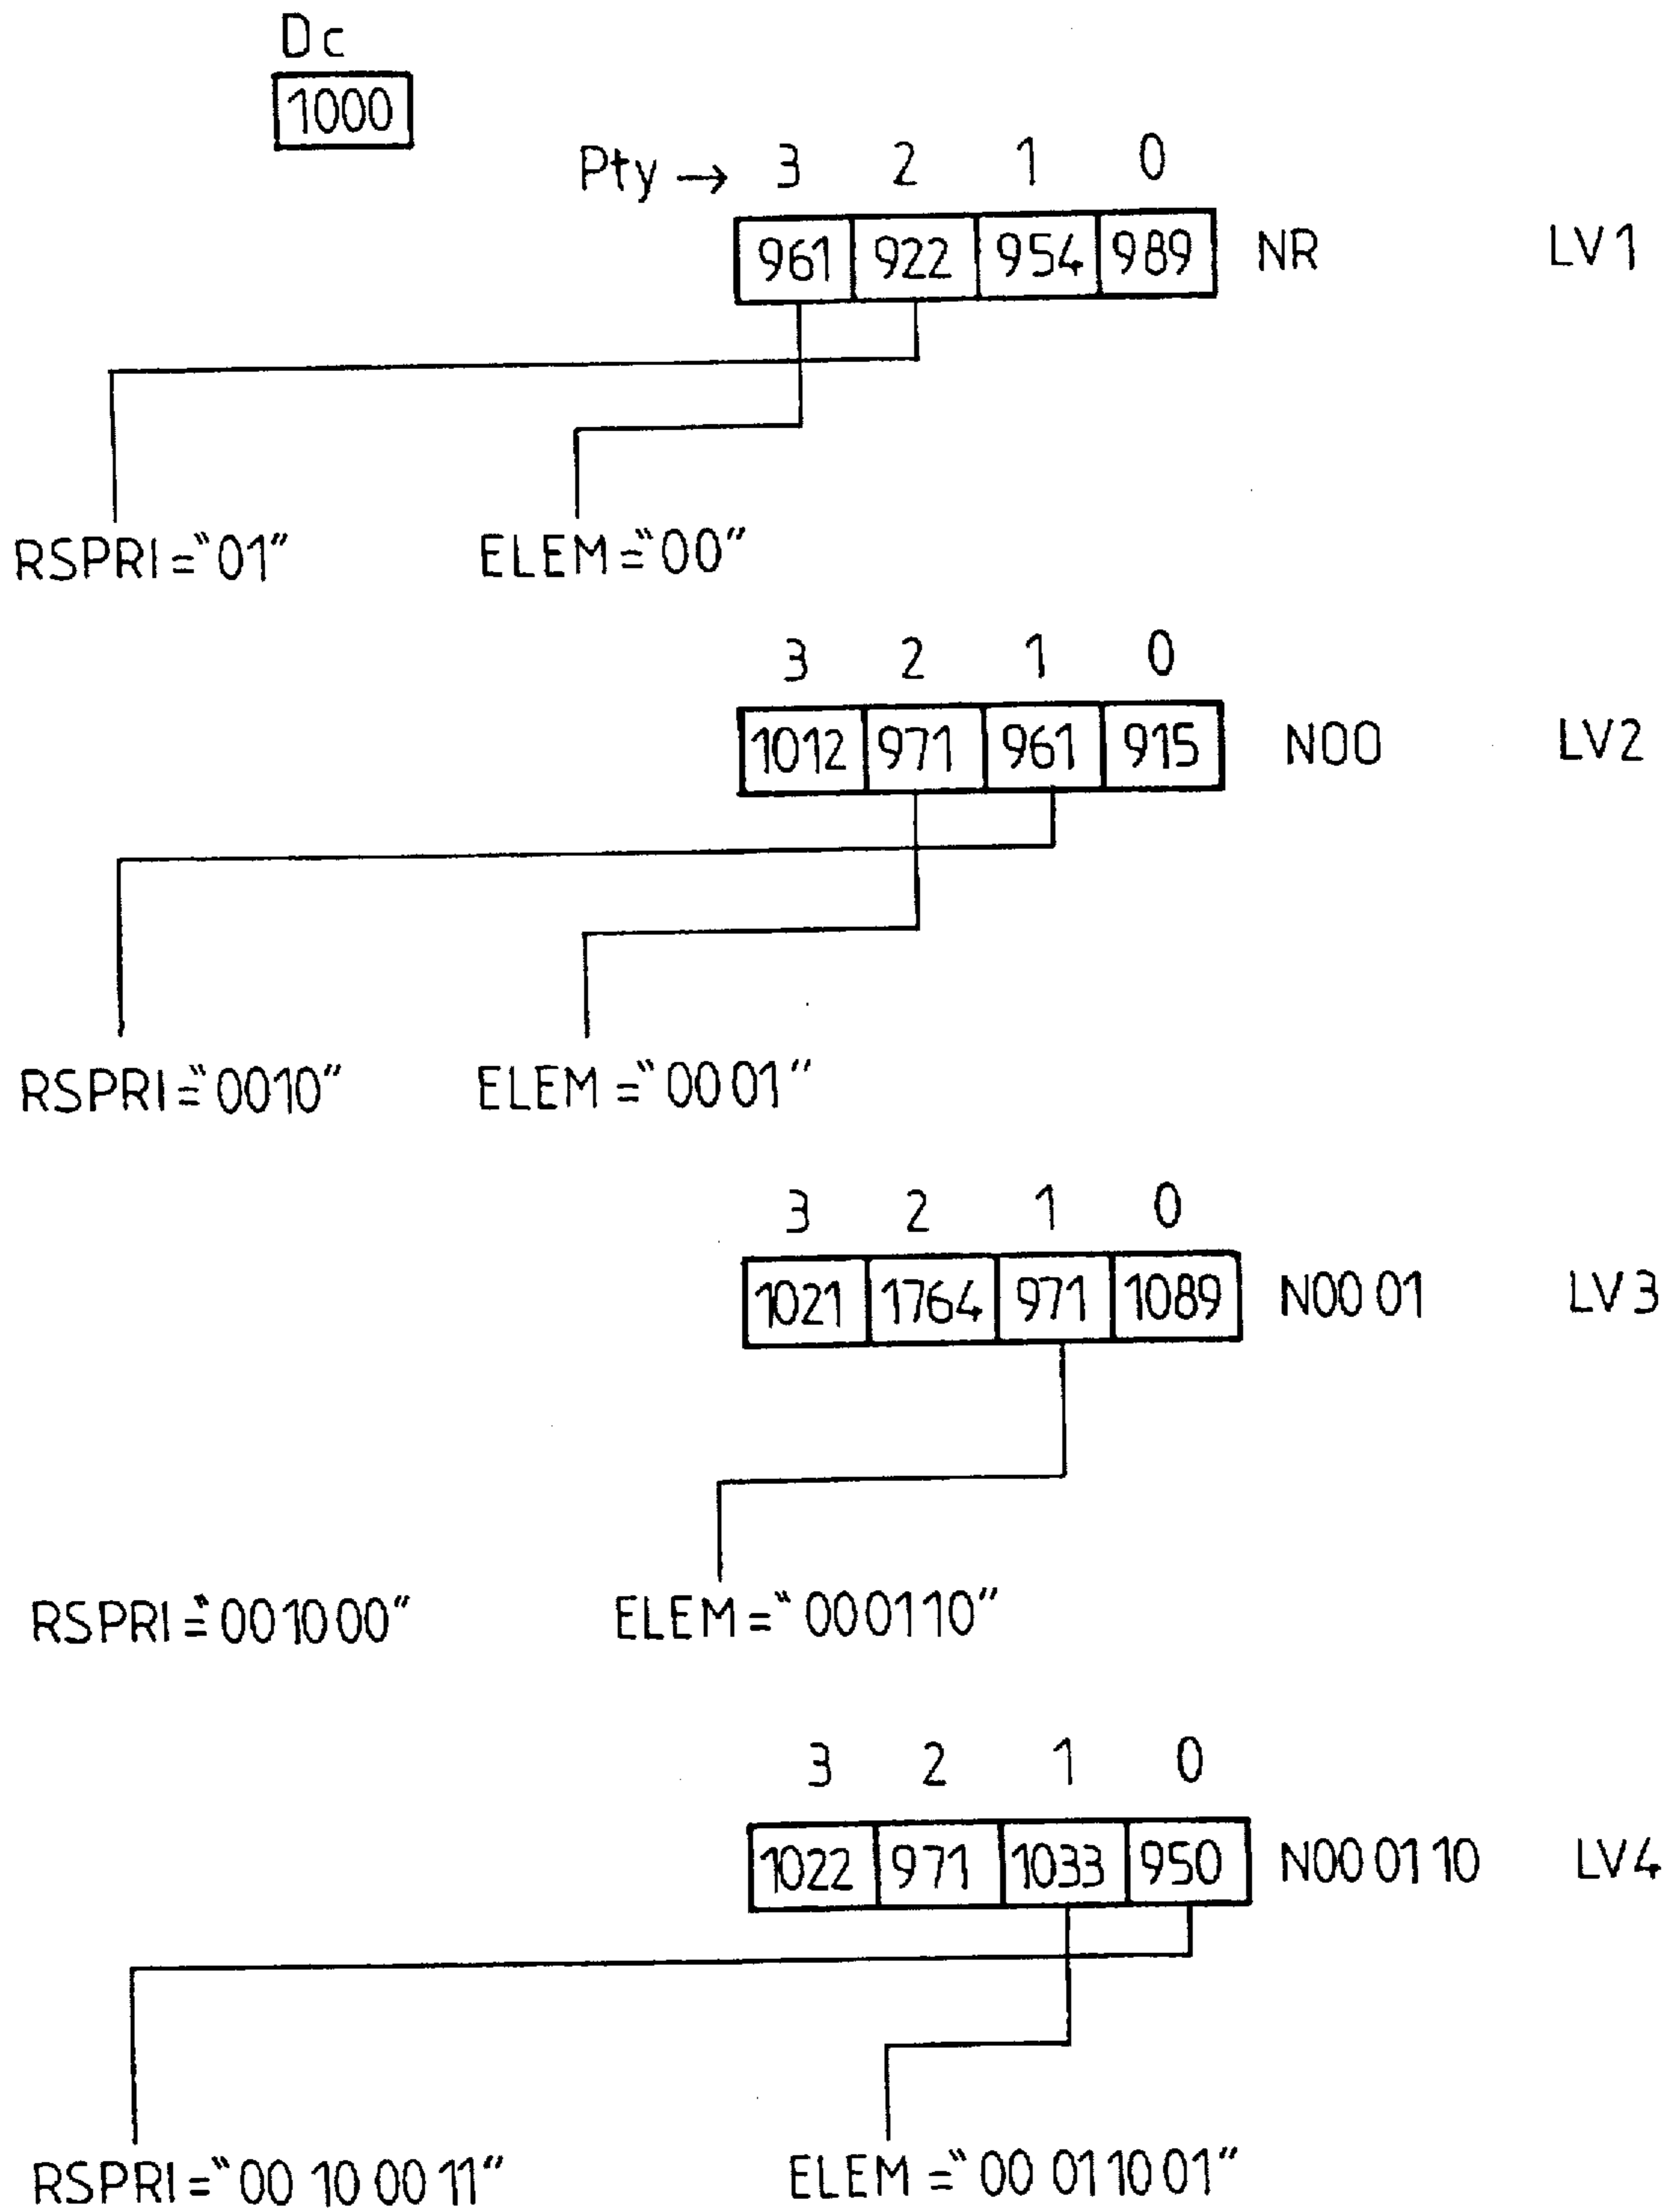 Dc
1000
Pty → 3 2 1 0
961 922 954 989 NR LV1
RSPRI="01" ELEM="00"
3 2 1 0
1012 971 961 915 N00 LV2
RSPRI="0010" ELEM="00 01"
3 2 1 0
1021 1764 971 1089 N00 01 LV3
RSPRI="001000" ELEM="000110"
3 2 1 0
1022 971 1033 950 N00 01 10 LV4
RSPRI="00 10 00 11" ELEM="00 011001"